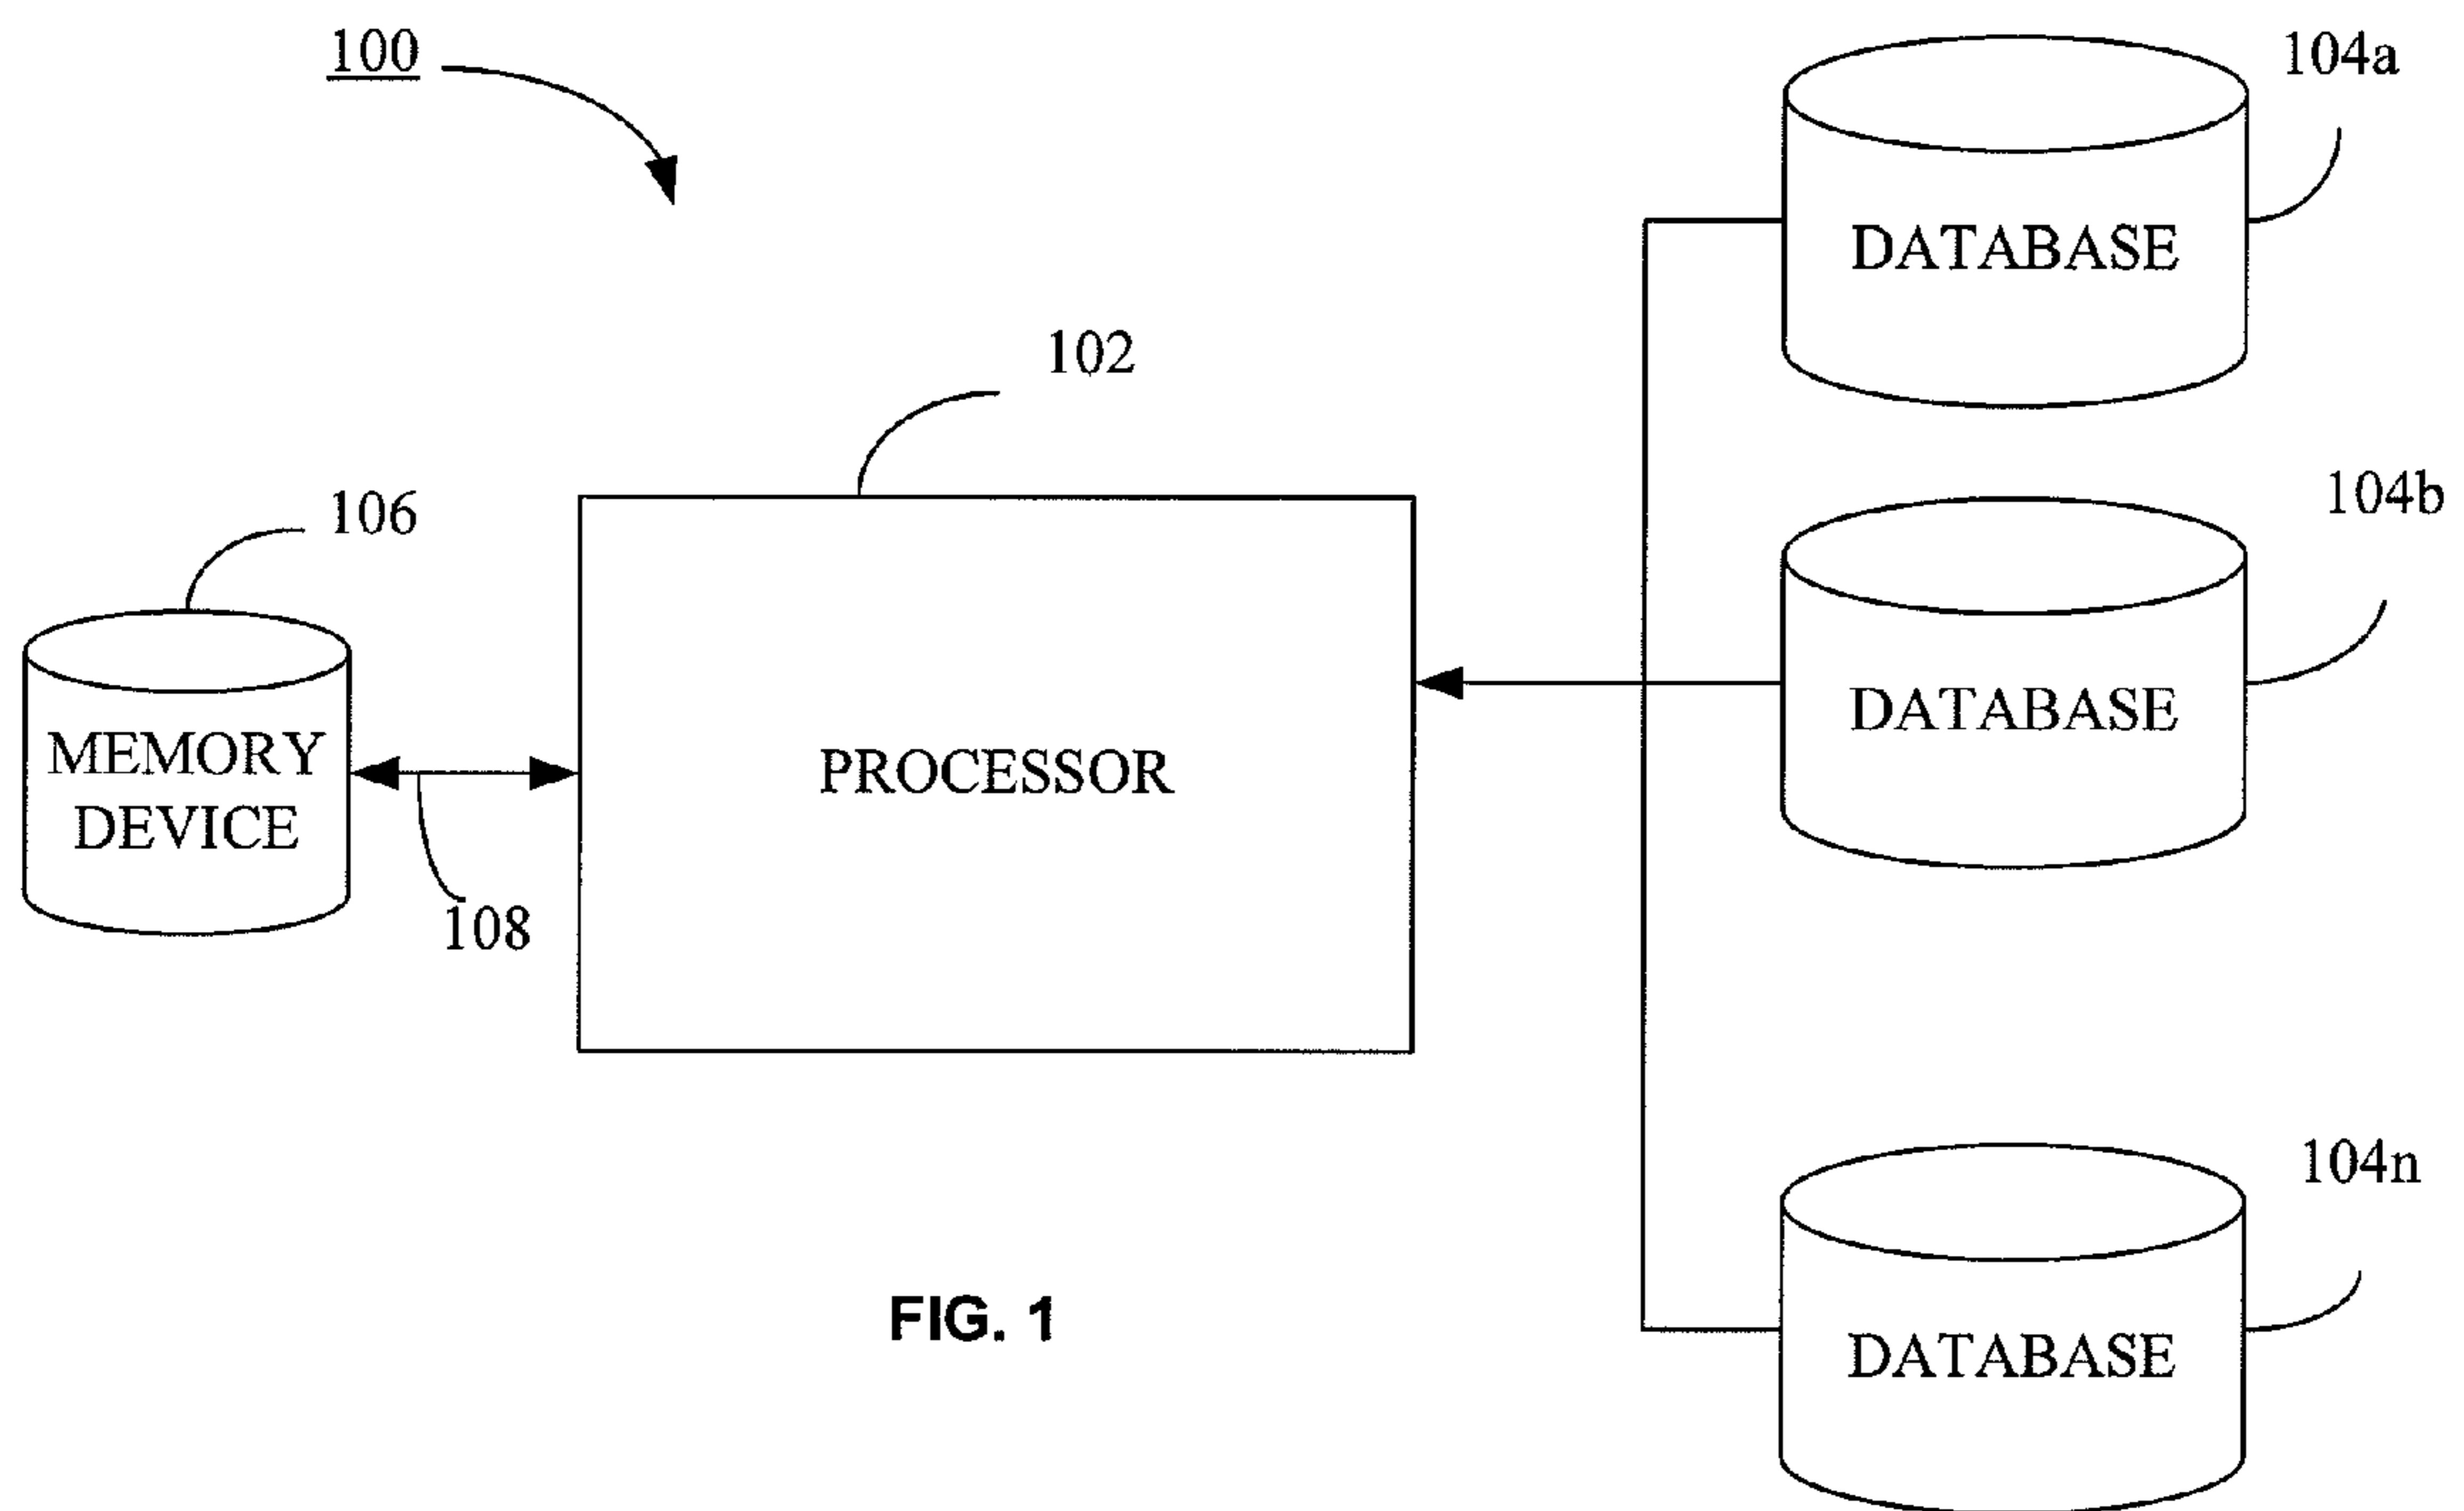 100
104a
DATABASE
102
104b
106
DATABASE
MEMORY
DEVICE
PROCESSOR
108
104n
DATABASE
FIG. 1